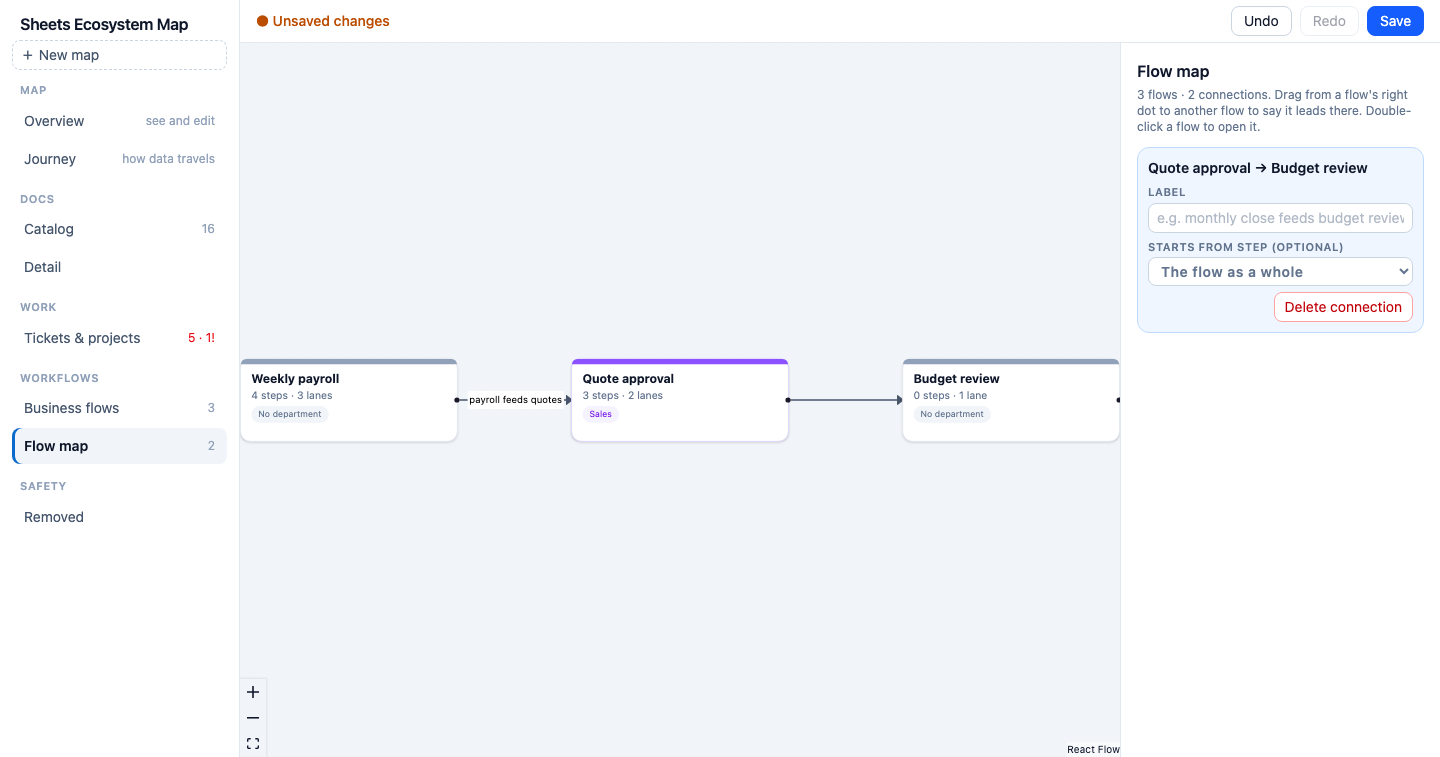 Sheets Ecosystem Map
+ New map
MAP
Overview see and edit
Journey how data travels
DOCS
Catalog 16
Detail
WORK
Tickets & projects 5 · 1!
WORKFLOWS
Business flows 3
Flow map 2
SAFETY
Removed
Unsaved changes
Undo Redo Save
Weekly payroll
4 steps · 3 lanes
No department
payroll feeds quotes
Quote approval
3 steps · 2 lanes
Sales
Budget review
0 steps · 1 lane
No department
React Flow
Flow map
3 flows · 2 connections. Drag from a flow's right
dot to another flow to say it leads there. Double-
click a flow to open it.
Quote approval → Budget review
LABEL
e.g. monthly close feeds budget review
STARTS FROM STEP (OPTIONAL)
The flow as a whole
Delete connection